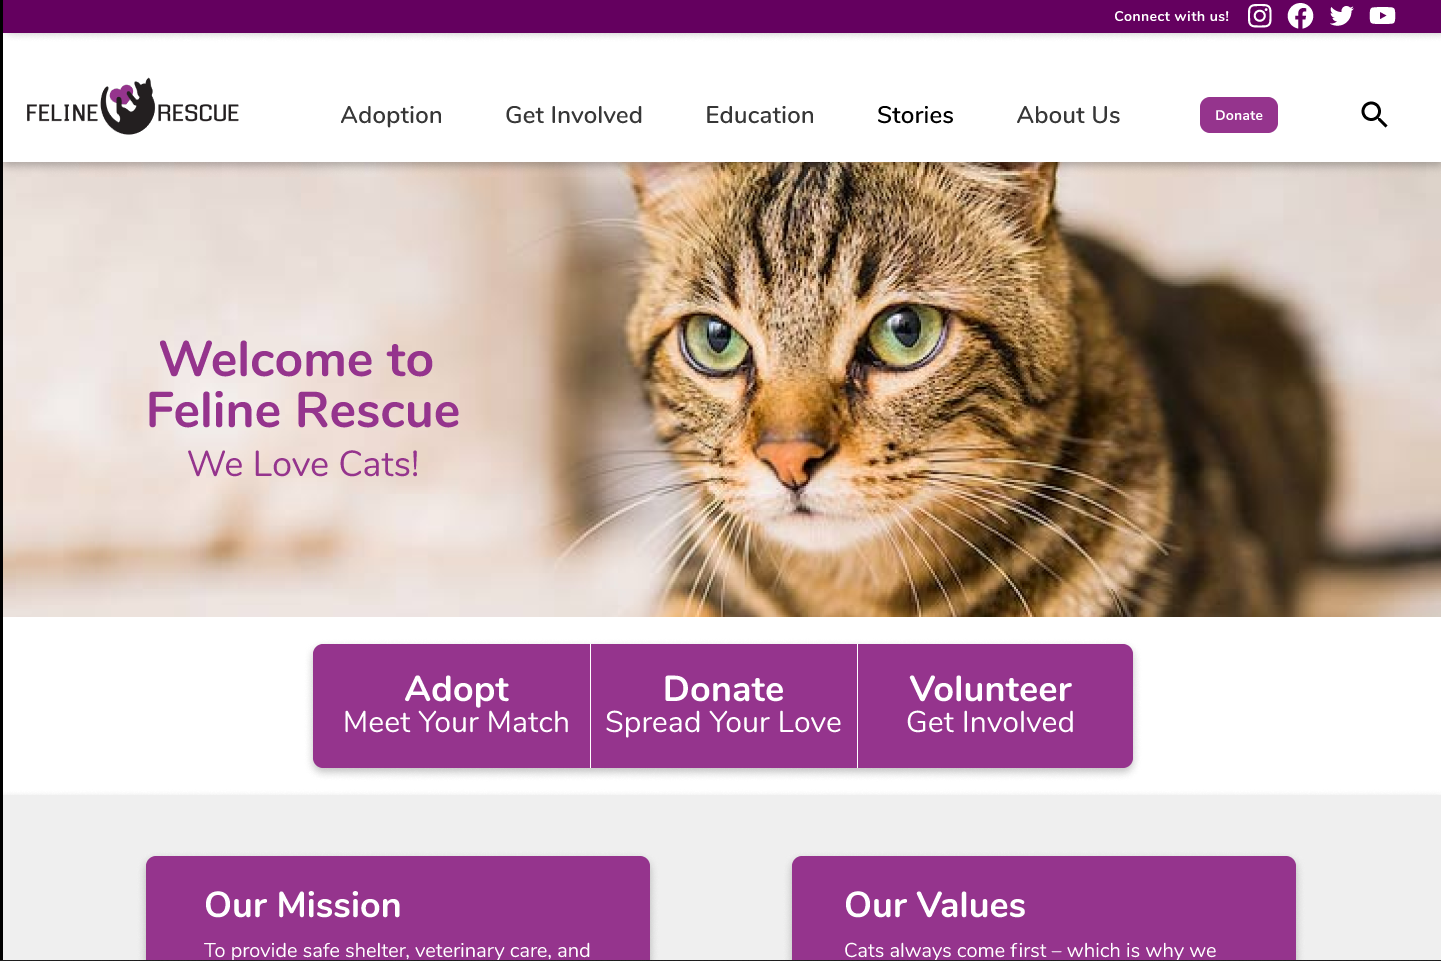 Connect with us!
FELINE RESCUE
Adoption
Get Involved
Education
Stories
About Us
Donate
Welcome to
Feline Rescue
We Love Cats!
Adopt
Meet Your Match
Donate
Spread Your Love
Volunteer
Get Involved
Our Mission
To provide safe shelter, veterinary care, and
Our Values
Cats always come first – which is why we